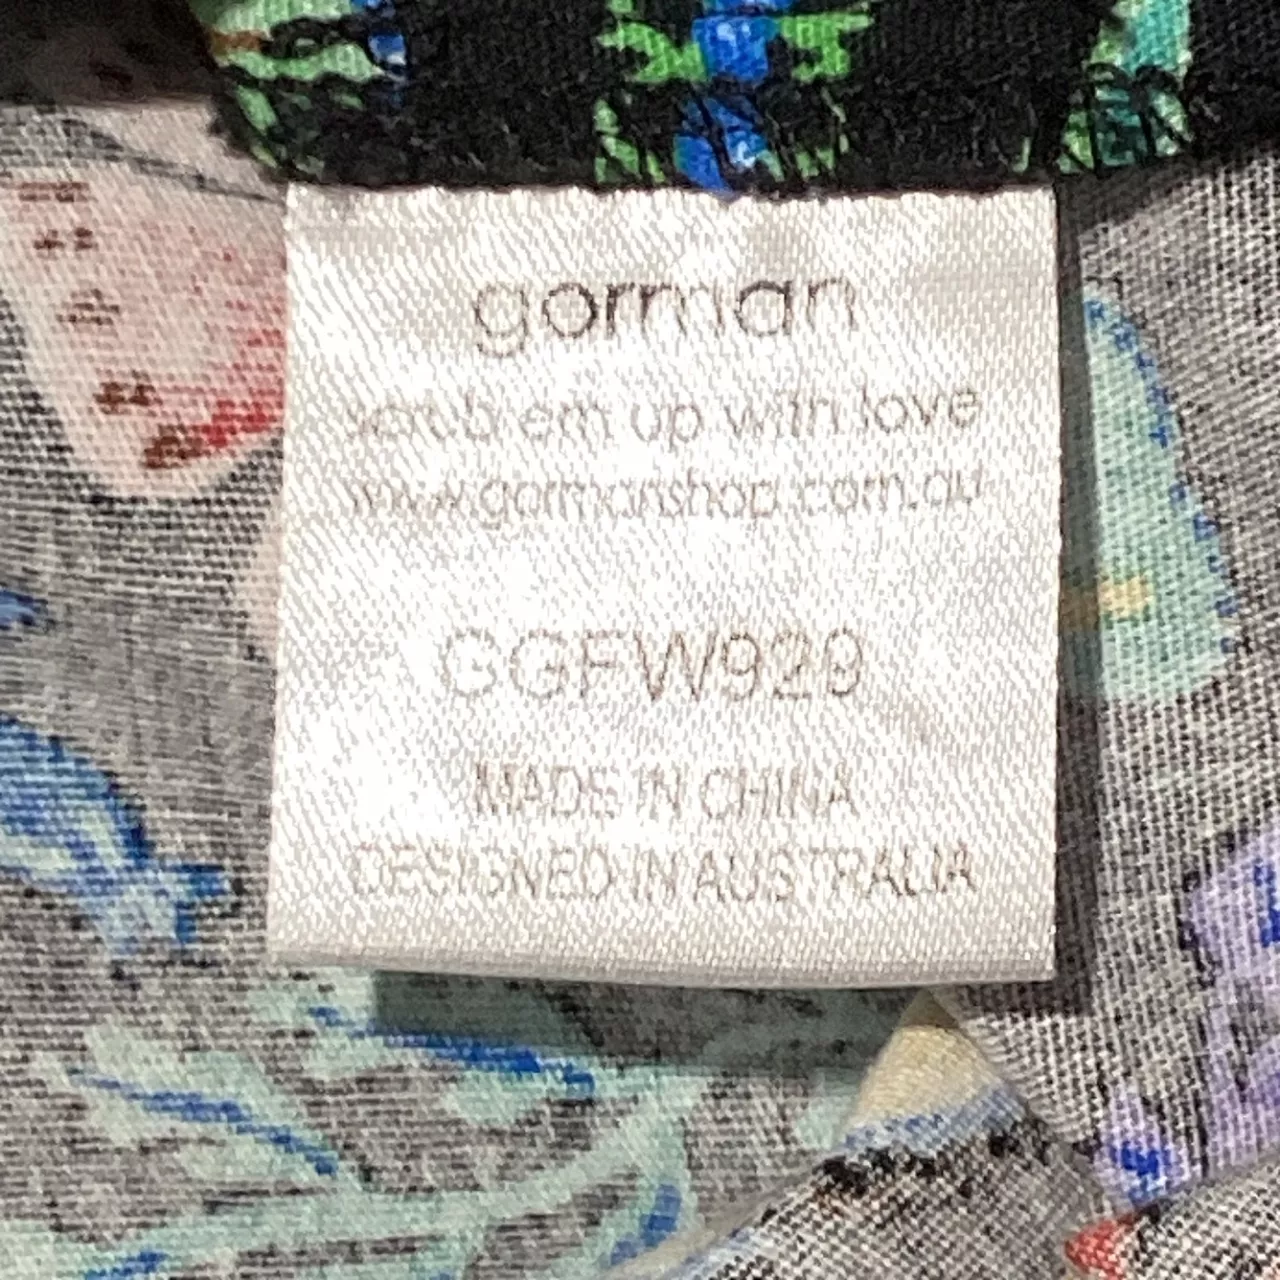 gorman
scrub em up with love
www.gormanshop.com.au
GGFW929
MADE IN CHINA
DESIGNED IN AUSTRALIA